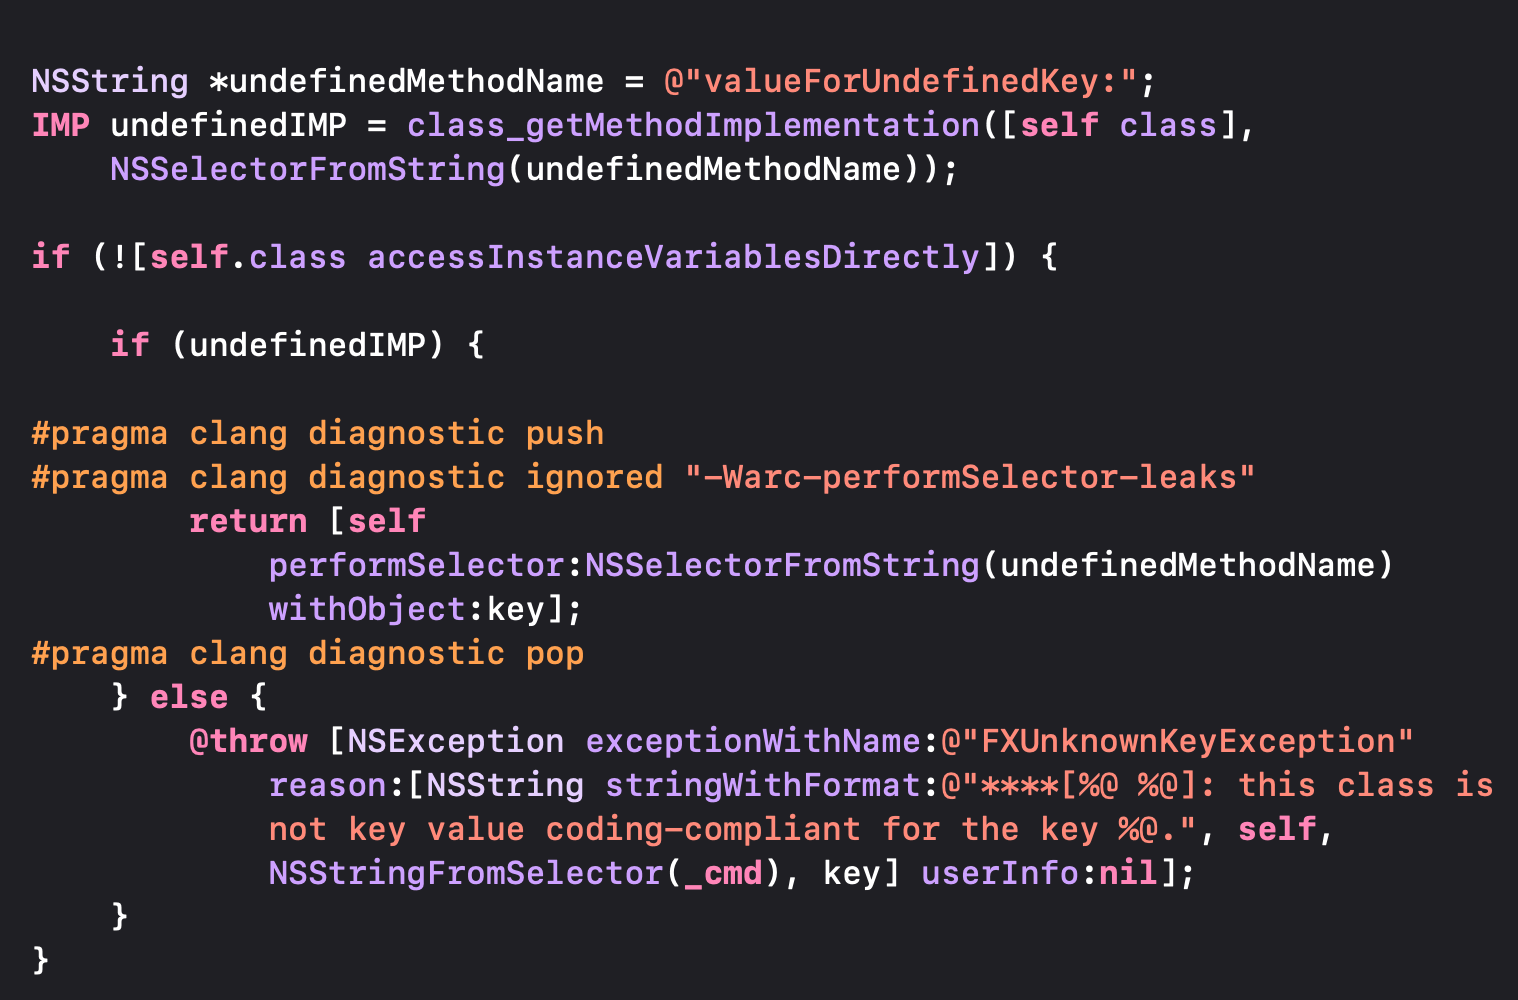 NSString *undefinedMethodName = @"valueForUndefinedKey:";
IMP undefinedIMP = class_getMethodImplementation([self class],
    NSSelectorFromString(undefinedMethodName));

if (![self.class accessInstanceVariablesDirectly]) {

    if (undefinedIMP) {

#pragma clang diagnostic push
#pragma clang diagnostic ignored "-Warc-performSelector-leaks"
        return [self
            performSelector:NSSelectorFromString(undefinedMethodName)
            withObject:key];
#pragma clang diagnostic pop
    } else {
        @throw [NSException exceptionWithName:@"FXUnknownKeyException"
            reason:[NSString stringWithFormat:@"****[%@ %@]: this class is
            not key value coding-compliant for the key %@.", self,
            NSStringFromSelector(_cmd), key] userInfo:nil];
    }
}